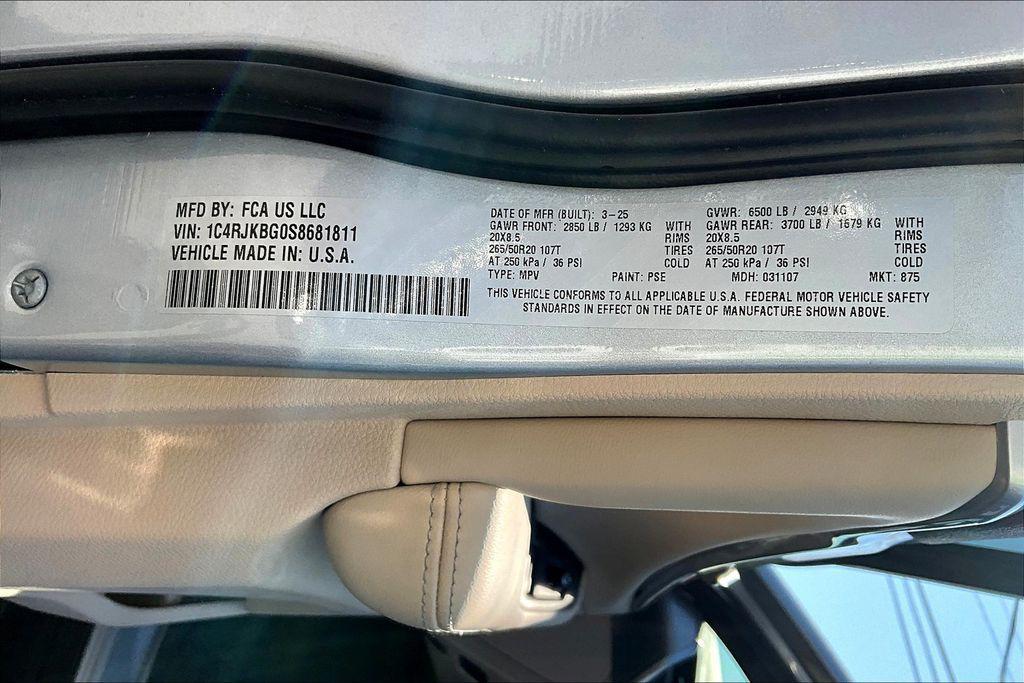 MFD BY: FCA US LLC
VIN: 1C4RJKBG0S8681811
VEHICLE MADE IN: U.S.A.
DATE OF MFR (BUILT): 3-25
GAWR FRONT: 2850 LB / 1293 KG WITH
20X8.5 RIMS
265/50R20 107T TIRES
AT 250 kPa / 36 PSI COLD
TYPE: MPV PAINT: PSE
GVWR: 6500 LB / 2949 KG
GAWR REAR: 3700 LB / 1679 KG WITH
20X8.5 RIMS
265/50R20 107T TIRES
AT 250 kPa / 36 PSI COLD
MDH: 031107 MKT: 875
THIS VEHICLE CONFORMS TO ALL APPLICABLE U.S.A. FEDERAL MOTOR VEHICLE SAFETY
STANDARDS IN EFFECT ON THE DATE OF MANUFACTURE SHOWN ABOVE.